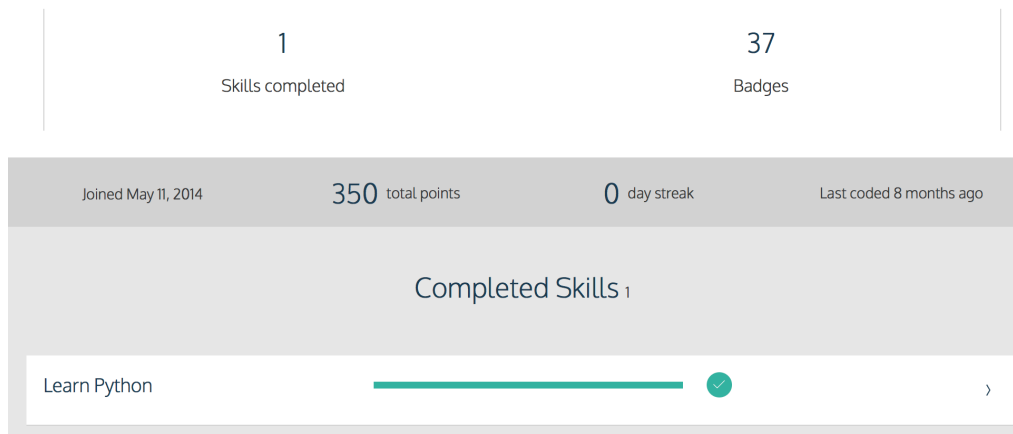 1
Skills completed
37
Badges
Joined May 11, 2014
350 total points
0 day streak
Last coded 8 months ago
Completed Skills 1
Learn Python